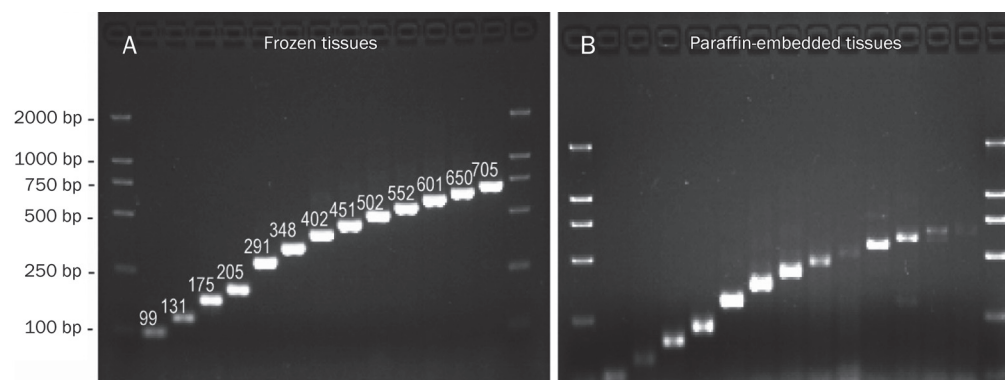 A
Frozen tissues
B
Paraffin-embedded tissues
2000 bp -
1000 bp -
750 bp -
500 bp -
250 bp -
100 bp -
99
131
175
205
291
348
402
451
502
552
601
650
705